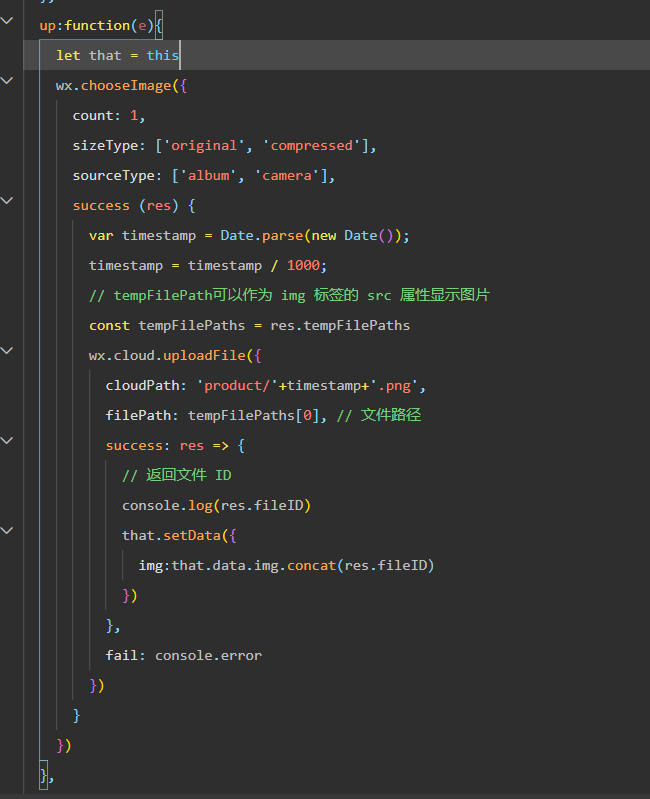 up:function(e){
let that = this
wx.chooseImage({
count: 1,
sizeType: ['original', 'compressed'],
sourceType: ['album', 'camera'],
success (res) {
var timestamp = Date.parse(new Date());
timestamp = timestamp / 1000;
// tempFilePath可以作为 img 标签的 src 属性显示图片
const tempFilePaths = res.tempFilePaths
wx.cloud.uploadFile({
cloudPath: 'product/'+timestamp+'.png',
filePath: tempFilePaths[0], // 文件路径
success: res => {
// 返回文件 ID
console.log(res.fileID)
that.setData({
img:that.data.img.concat(res.fileID)
})
},
fail: console.error
})
}
})
},